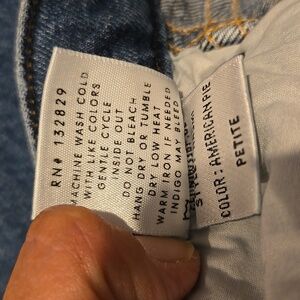 RN# 132829
MACHINE WASH COLD
WITH LIKE COLORS
GENTLE CYCLE
INSIDE OUT
DO NOT BLEACH
HANG DRY OR TUMBLE
DRY LOW HEAT
WARM IRON IF NEEDED
INDIGO MAY BLEED
COLOR: AMERICAN PIE
PETITE